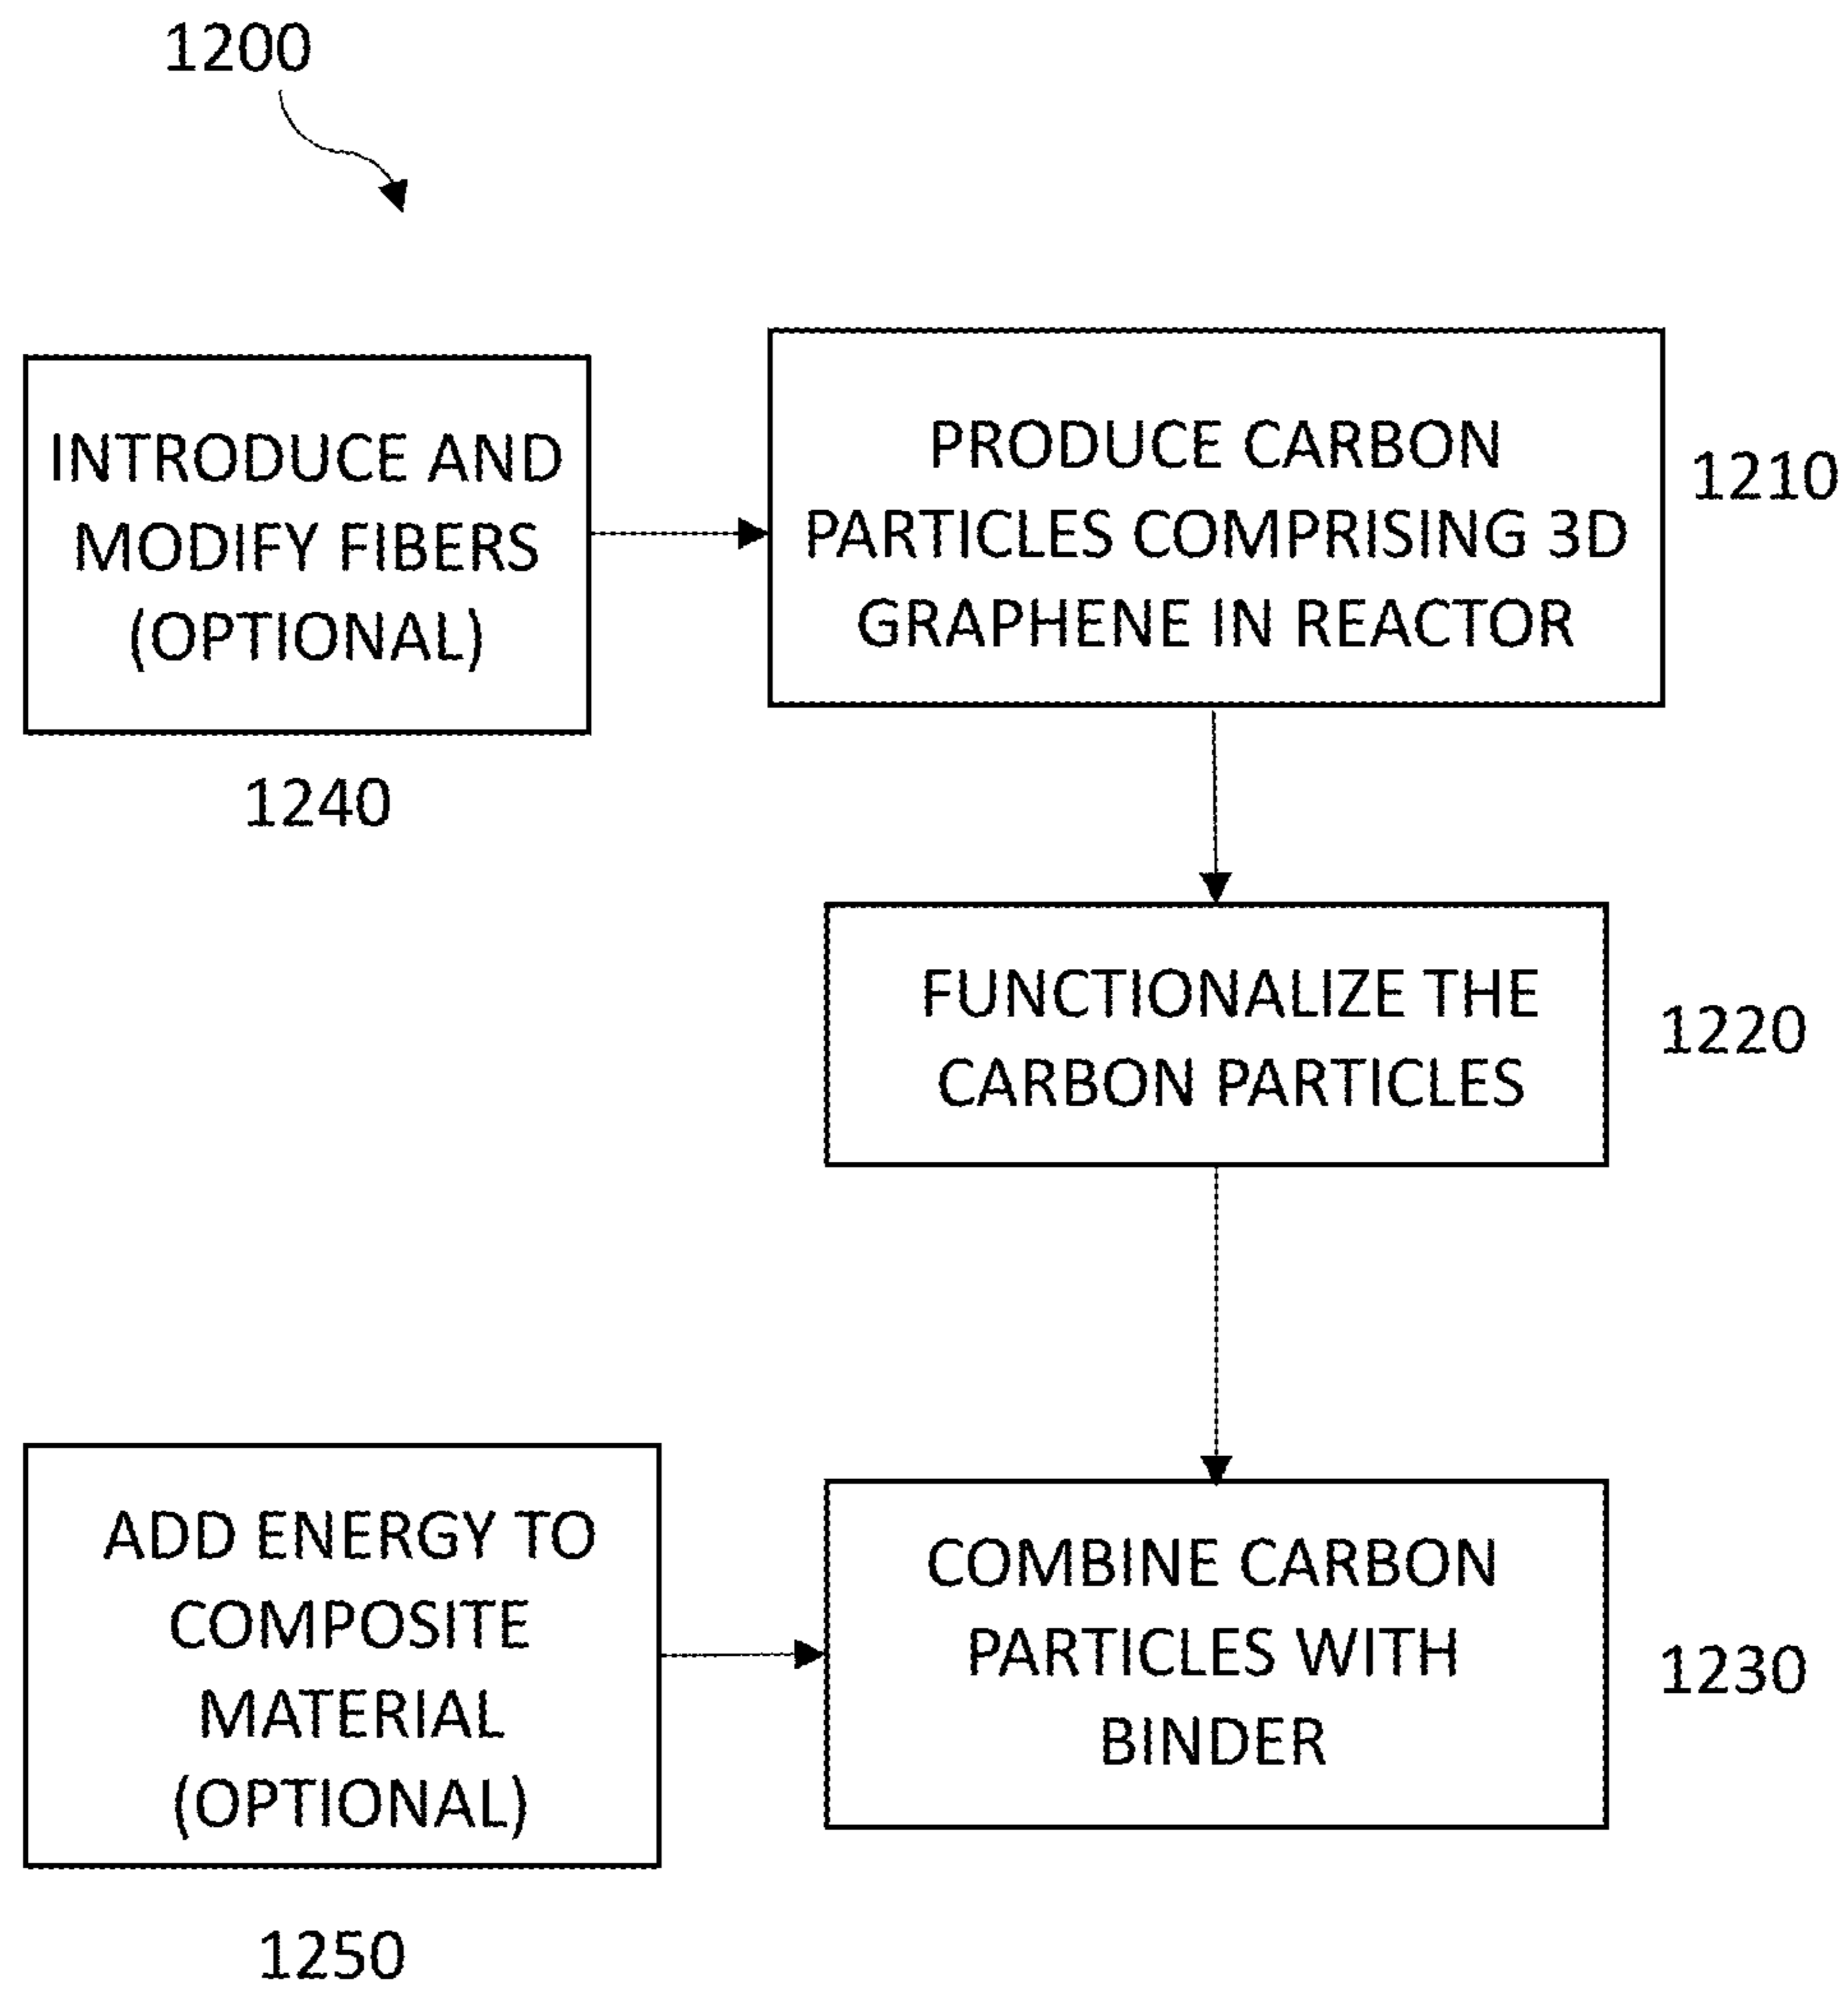 1200
INTRODUCE AND
MODIFY FIBERS
(OPTIONAL)
1240
PRODUCE CARBON
PARTICLES COMPRISING 3D
GRAPHENE IN REACTOR
1210
FUNCTIONALIZE THE
CARBON PARTICLES
1220
ADD ENERGY TO
COMPOSITE
MATERIAL
(OPTIONAL)
1250
COMBINE CARBON
PARTICLES WITH
BINDER
1230